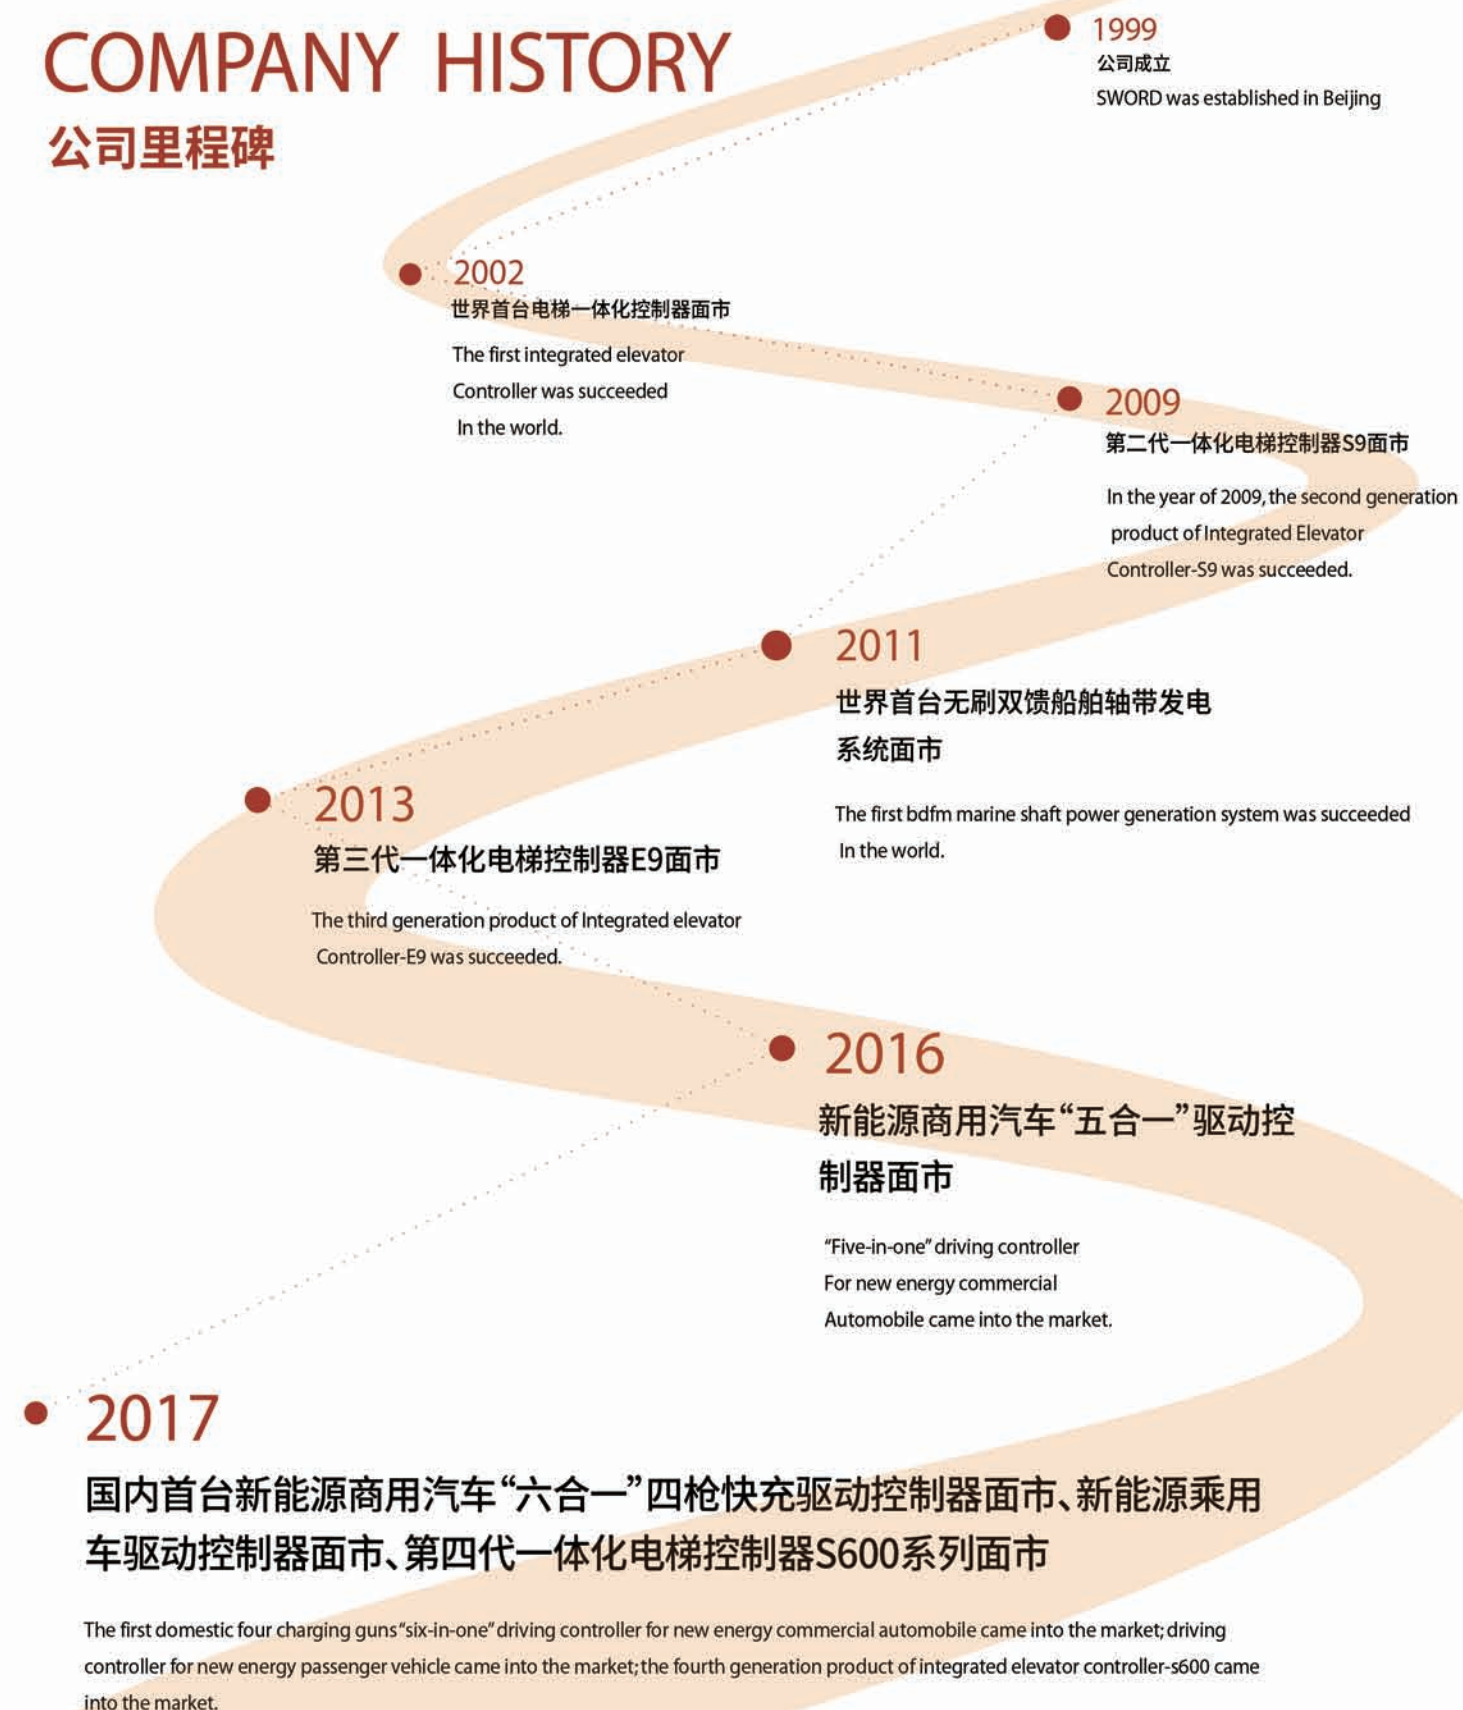 COMPANY HISTORY
公司里程碑
1999
公司成立
SWORD was established in Beijing
2002
世界首台电梯一体化控制器面市
The first integrated elevator
Controller was succeeded
In the world.
2009
第二代一体化电梯控制器S9面市
In the year of 2009, the second generation
product of Integrated Elevator
Controller-S9 was succeeded.
2011
世界首台无刷双馈船舶轴带发电
系统面市
The first bdfm marine shaft power generation system was succeeded
In the world.
2013
第三代一体化电梯控制器E9面市
The third generation product of Integrated elevator
Controller-E9 was succeeded.
2016
新能源商用汽车“五合一”驱动控
制器面市
“Five-in-one” driving controller
For new energy commercial
Automobile came into the market.
2017
国内首台新能源商用汽车“六合一”四枪快充驱动控制器面市、新能源乘用
车驱动控制器面市、第四代一体化电梯控制器S600系列面市
The first domestic four charging guns “six-in-one” driving controller for new energy commercial automobile came into the market; driving
controller for new energy passenger vehicle came into the market; the fourth generation product of integrated elevator controller-s600 came
into the market.